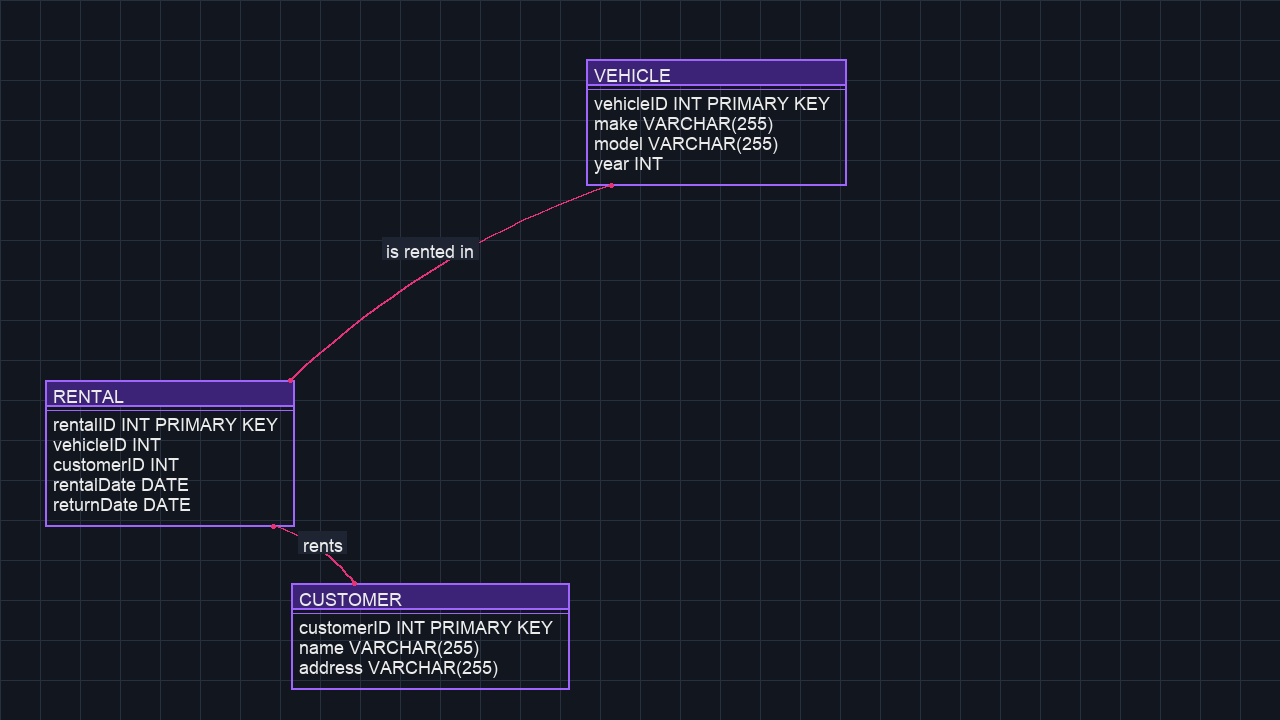 VEHICLE
vehicleID INT PRIMARY KEY
make VARCHAR(255)
model VARCHAR(255)
year INT
is rented in
RENTAL
rentalID INT PRIMARY KEY
vehicleID INT
customerID INT
rentalDate DATE
returnDate DATE
rents
CUSTOMER
customerID INT PRIMARY KEY
name VARCHAR(255)
address VARCHAR(255)